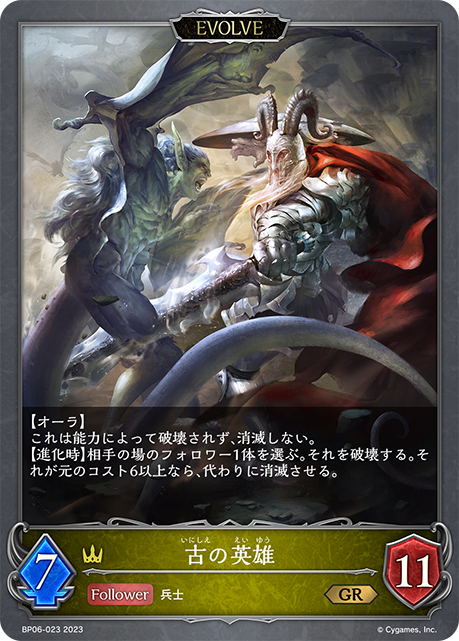 EVOLVE
【オーラ】
これは能力によって破壊されず、消滅しない。
【進化時】相手の場のフォロワー1体を選ぶ。それを破壊する。そ
れが元のコスト6以上なら、代わりに消滅させる。
いにしえ えいゆう
古の英雄
7
11
Follower 兵士
GR
BP06-023 2023
© Cygames, Inc.